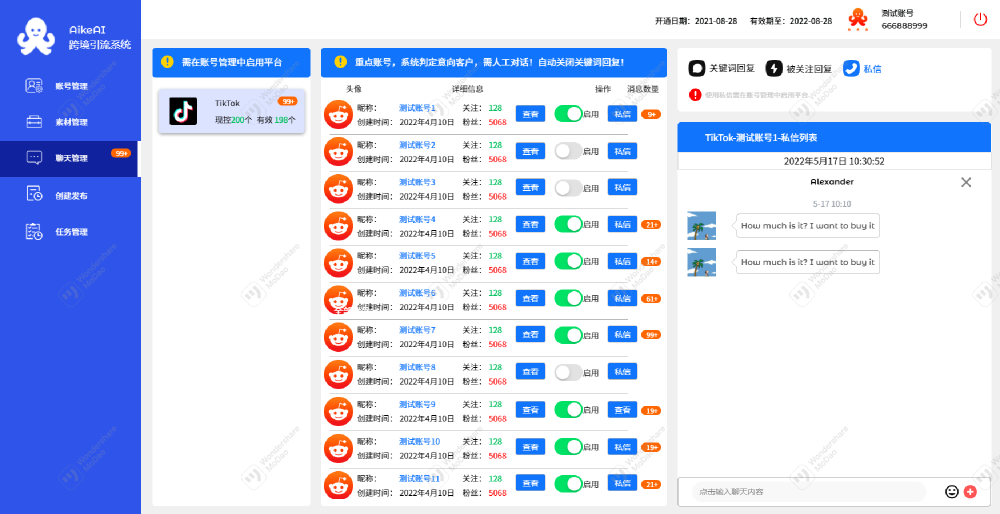 AikeAI
跨境引流系统
开通日期：2021-08-28 有效期至：2022-08-28
测试账号
666888999
账号管理
素材管理
聊天管理 99+
创建发布
任务管理
需在账号管理中启用平台
TikTok 99+
现控200个 有效 198个
重点账号，系统判定意向客户，需人工对话！自动关闭关键词回复！
头像 详细信息 操作 消息数量
昵称： 测试账号1 关注： 128 查看 启用 私信 9+
创建时间： 2022年4月10日 粉丝： 5068
昵称： 测试账号2 关注： 128 查看 启用 私信
创建时间： 2022年4月10日 粉丝： 5068
昵称： 测试账号3 关注： 128 查看 启用 私信
创建时间： 2022年4月10日 粉丝： 5068
昵称： 测试账号4 关注： 128 查看 启用 私信 21+
创建时间： 2022年4月10日 粉丝： 5068
昵称： 测试账号5 关注： 128 查看 启用 私信 14+
创建时间： 2022年4月10日 粉丝： 5068
昵称： 测试账号6 关注： 128 查看 启用 私信 61+
创建时间： 2022年4月10日 粉丝： 5068
昵称： 测试账号7 关注： 128 查看 启用 私信 99+
创建时间： 2022年4月10日 粉丝： 5068
昵称： 测试账号8 关注： 128 查看 启用 私信
创建时间： 2022年4月10日 粉丝： 5068
昵称： 测试账号9 关注： 128 查看 启用 查看 19+
创建时间： 2022年4月10日 粉丝： 5068
昵称： 测试账号10 关注： 128 查看 启用 私信 19+
创建时间： 2022年4月10日 粉丝： 5068
昵称： 测试账号11 关注： 128 查看 启用 私信 21+
创建时间： 2022年4月10日 粉丝： 5068
关键词回复 被关注回复 私信
使用私信需在账号管理中启用平台
TikTok-测试账号1-私信列表
2022年5月17日 10:30:52
Alexander
5-17 10:10
How much is it? I want to buy it
How much is it? I want to buy it
点击输入聊天内容
Wondershare
MoDao